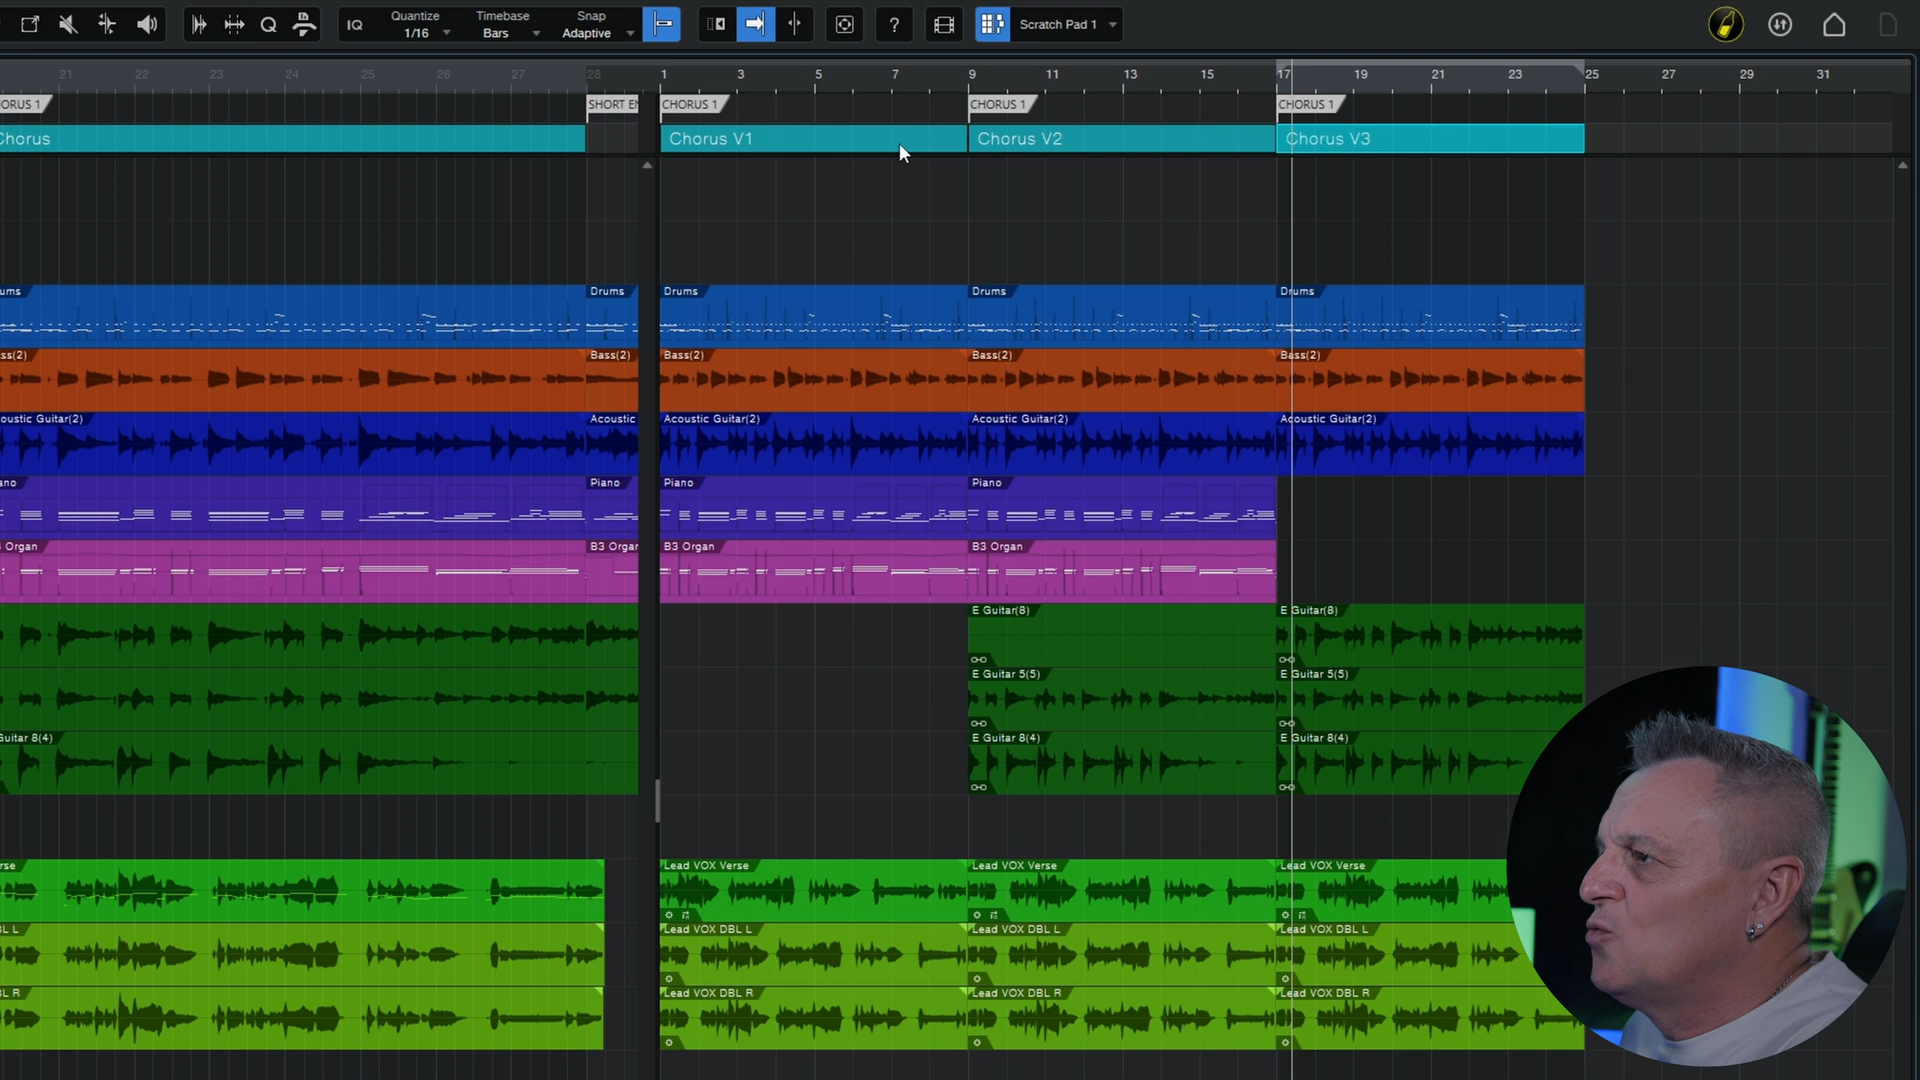 IQ
Quantize
1/16
Timebase
Bars
Snap
Adaptive
?
Scratch Pad 1
21 22 23 24 25 26 27 28 1 3 5 7 9 11 13 15 17 19 21 23 25 27 29 31
ORUS 1 SHORT EN CHORUS 1 CHORUS 1 CHORUS 1
Chorus Chorus V1 Chorus V2 Chorus V3
ums Drums Drums Drums Drums
ss(2) Bass(2) Bass(2) Bass(2) Bass(2)
oustic Guitar(2) Acoustic Acoustic Guitar(2) Acoustic Guitar(2) Acoustic Guitar(2)
ano Piano Piano Piano
Organ B3 Organ B3 Organ B3 Organ
E Guitar(8) E Guitar(8)
E Guitar 5(5) E Guitar 5(5)
Guitar 8(4) E Guitar 8(4) E Guitar 8(4)
rse Lead VOX Verse Lead VOX Verse Lead VOX Verse
BL L Lead VOX DBL L Lead VOX DBL L Lead VOX DBL L
BL R Lead VOX DBL R Lead VOX DBL R Lead VOX DBL R